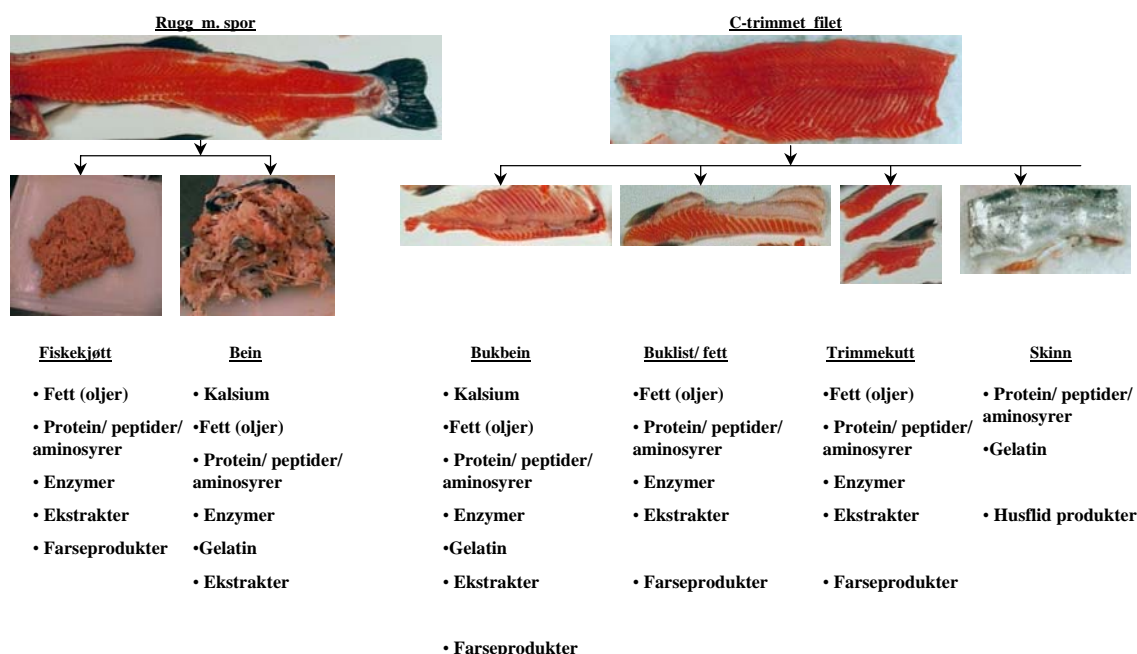 Rugg m. spor
C-trimmet filet
Fiskekjøtt
• Fett (oljer)
• Protein/ peptider/
aminosyrer
• Enzymer
• Ekstrakter
• Farseprodukter
Bein
• Kalsium
•Fett (oljer)
• Protein/ peptider/
aminosyrer
• Enzymer
•Gelatin
• Ekstrakter
Bukbein
• Kalsium
•Fett (oljer)
• Protein/ peptider/
aminosyrer
• Enzymer
•Gelatin
• Ekstrakter
• Farseprodukter
Buklist/ fett
•Fett (oljer)
• Protein/ peptider/
aminosyrer
• Enzymer
• Ekstrakter
• Farseprodukter
Trimmekutt
•Fett (oljer)
• Protein/ peptider/
aminosyrer
• Enzymer
• Ekstrakter
• Farseprodukter
Skinn
• Protein/ peptider/
aminosyrer
•Gelatin
• Husflid produkter